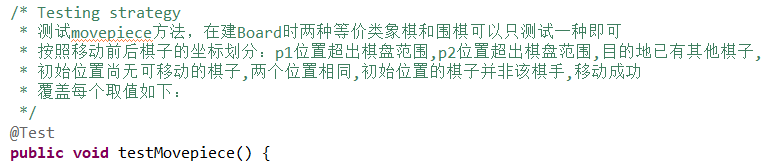 /* Testing strategy
* 测试movepiece方法，在建Board时两种等价类象棋和围棋可以只测试一种即可
* 按照移动前后棋子的坐标划分：p1位置超出棋盘范围,p2位置超出棋盘范围,目的地已有其他棋子,
* 初始位置尚无可移动的棋子,两个位置相同,初始位置的棋子并非该棋手,移动成功
* 覆盖每个取值如下：
*/
@Test
public void testMovepiece() {